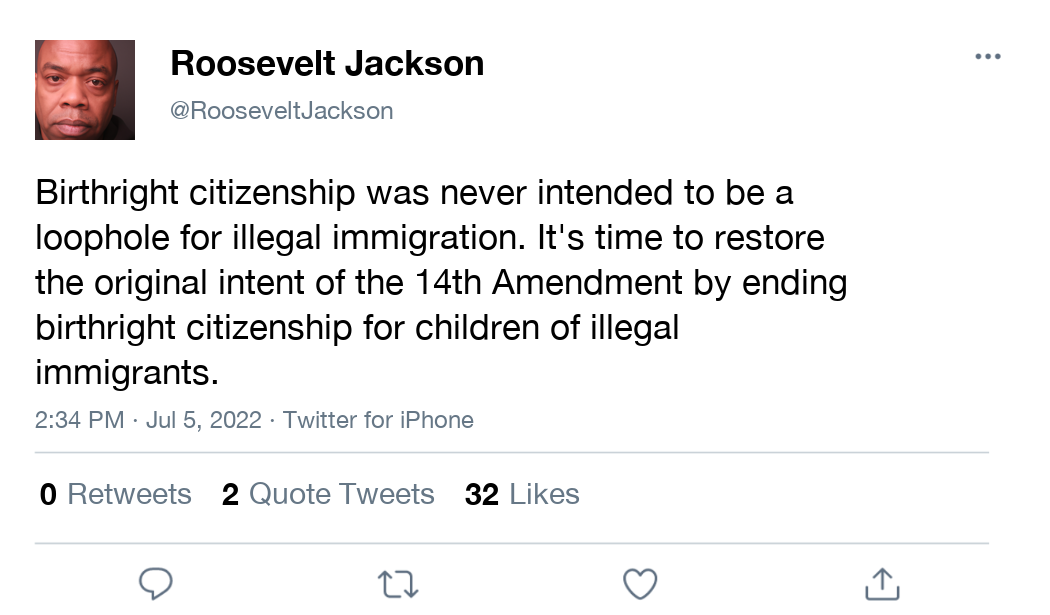 Roosevelt Jackson
@RooseveltJackson
Birthright citizenship was never intended to be a
loophole for illegal immigration. It's time to restore
the original intent of the 14th Amendment by ending
birthright citizenship for children of illegal
immigrants.
2:34 PM · Jul 5, 2022 · Twitter for iPhone
0 Retweets 2 Quote Tweets 32 Likes